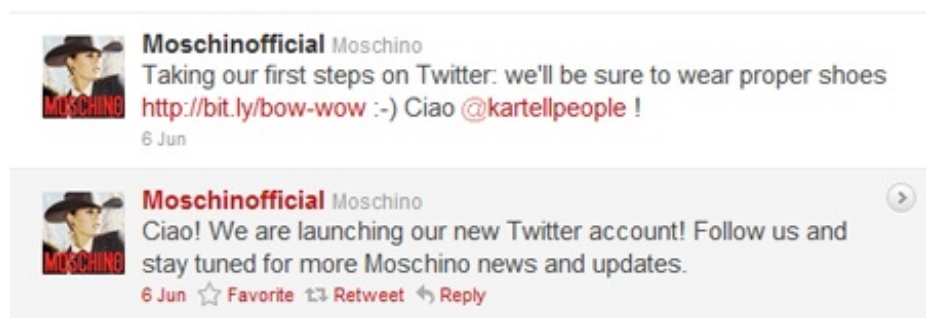 Moschinofficial Moschino
Taking our first steps on Twitter: we'll be sure to wear proper shoes
http://bit.ly/bow-wow :-) Ciao @kartellpeople !
MOSCHINO
6 Jun
Moschinofficial Moschino
Ciao! We are launching our new Twitter account! Follow us and
stay tuned for more Moschino news and updates.
MOSCHINO
6 Jun Favorite Retweet Reply